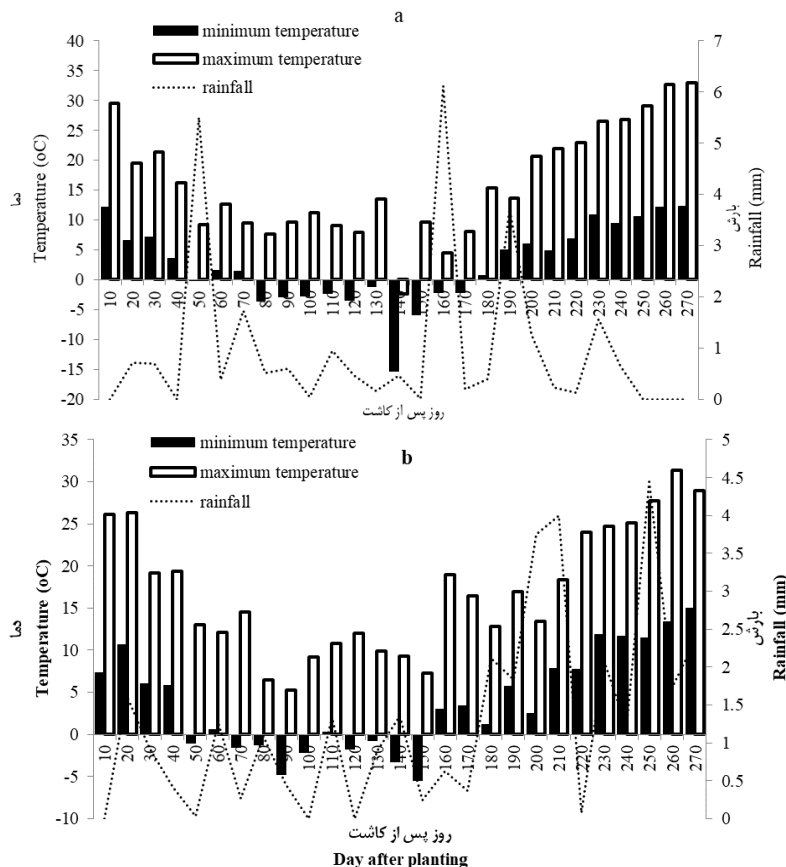 a
minimum temperature
maximum temperature
rainfall
40
35
30
25
20
15
10
5
0
-5
-10
-15
-20
دما
Temperature (oC)
7
6
5
4
3
2
1
0
بارش
Rainfall (mm)
10 20 30 40 50 60 70 80 90 100 110 120 130 140 150 160 170 180 190 200 210 220 230 240 250 260 270
روز پس از کاشت
b
minimum temperature
maximum temperature
rainfall
35
30
25
20
15
10
5
0
-5
-10
دما
Temperature (oC)
5
4.5
4
3.5
3
2.5
2
1.5
1
0.5
0
بارش
Rainfall (mm)
10 20 30 40 50 60 70 80 90 100 110 120 130 140 150 160 170 180 190 200 210 220 230 240 250 260 270
روز پس از کاشت
Day after planting